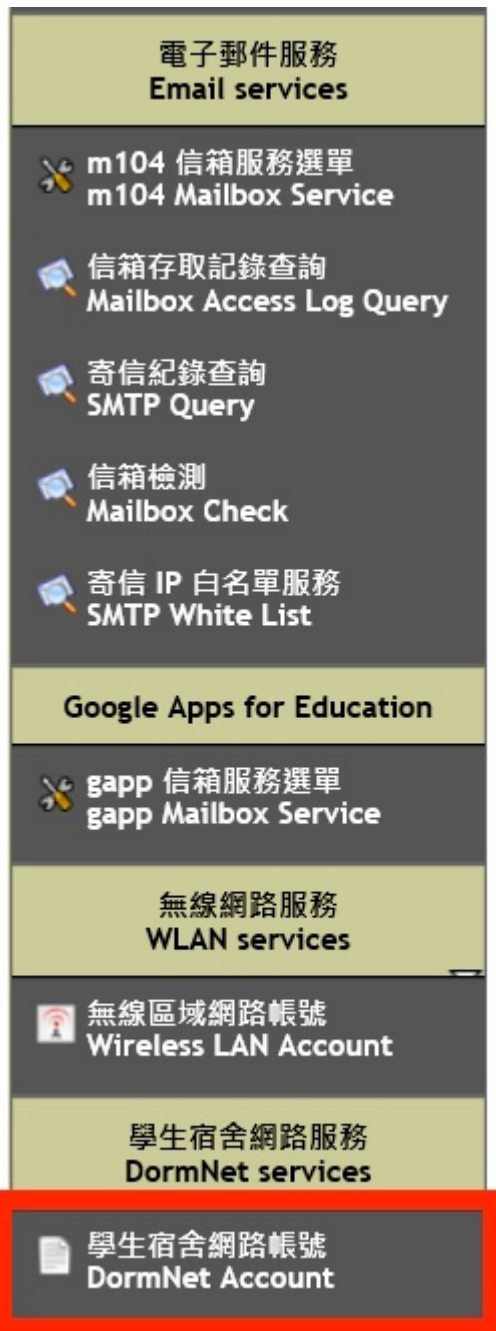 電子郵件服務
Email services
m104 信箱服務選單
m104 Mailbox Service
信箱存取記錄查詢
Mailbox Access Log Query
寄信紀錄查詢
SMTP Query
信箱檢測
Mailbox Check
寄信 IP 白名單服務
SMTP White List
Google Apps for Education
gapp 信箱服務選單
gapp Mailbox Service
無線網路服務
WLAN services
無線區域網路帳號
Wireless LAN Account
學生宿舍網路服務
DormNet services
學生宿舍網路帳號
DormNet Account